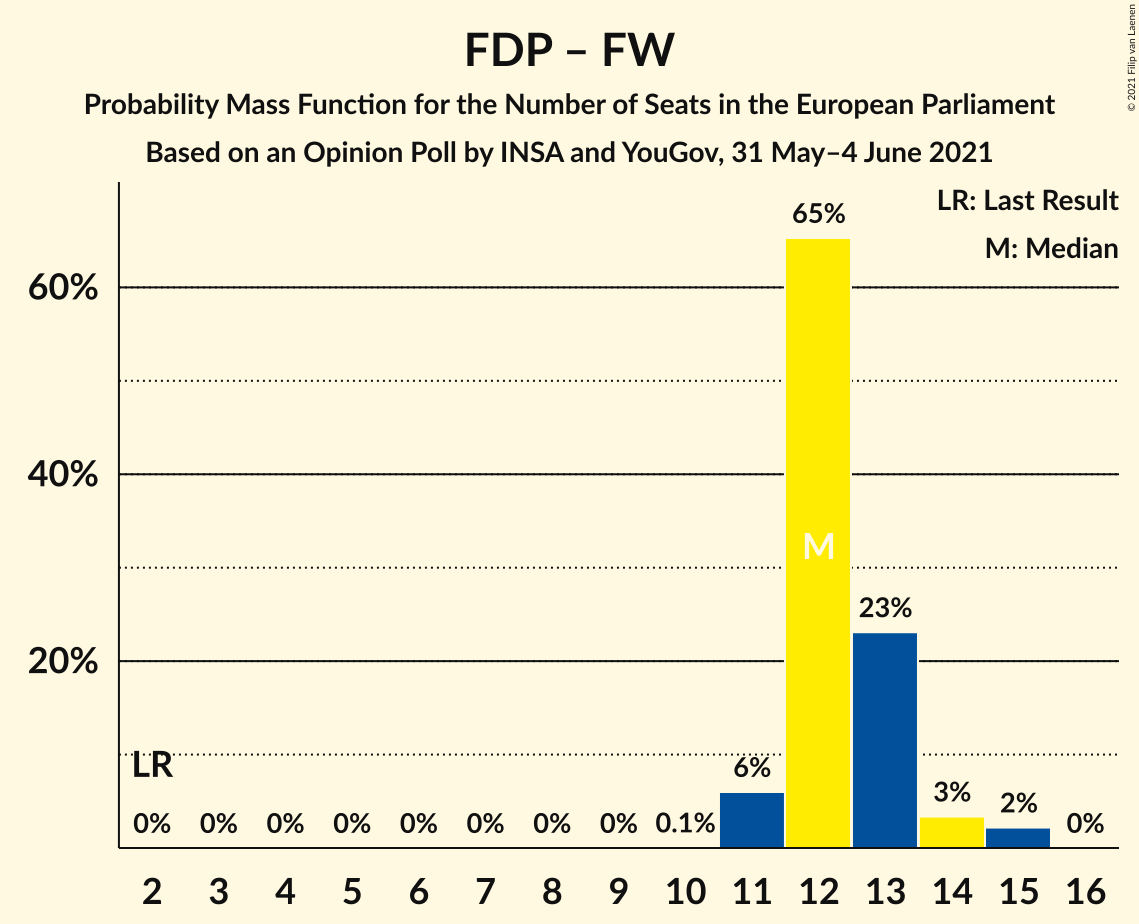 FDP – FW
Probability Mass Function for the Number of Seats in the European Parliament
Based on an Opinion Poll by INSA and YouGov, 31 May–4 June 2021
© 2021 Filip van Laenen
LR: Last Result
M: Median
65%
60%
40%
M
23%
20%
LR
6%
3%
2%
0% 0% 0% 0% 0% 0% 0% 0% 0.1% 0%
2 3 4 5 6 7 8 9 10 11 12 13 14 15 16